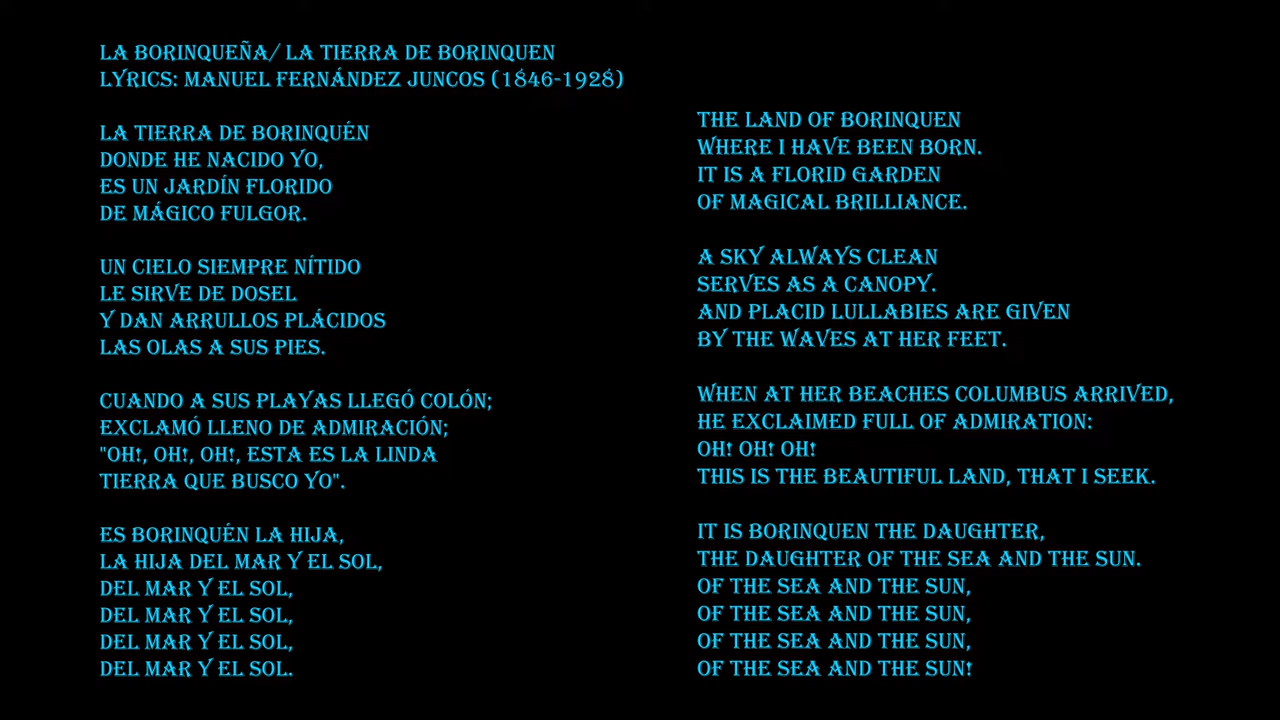 LA BORINQUEÑA/ LA TIERRA DE BORINQUEN
LYRICS: MANUEL FERNÁNDEZ JUNCOS (1846-1928)
LA TIERRA DE BORINQUÉN
DONDE HE NACIDO YO,
ES UN JARDÍN FLORIDO
DE MÁGICO FULGOR.
UN CIELO SIEMPRE NÍTIDO
LE SIRVE DE DOSEL
Y DAN ARRULLOS PLÁCIDOS
LAS OLAS A SUS PIES.
CUANDO A SUS PLAYAS LLEGÓ COLÓN;
EXCLAMÓ LLENO DE ADMIRACIÓN;
"OH!, OH!, OH!, ESTA ES LA LINDA
TIERRA QUE BUSCO YO".
ES BORINQUÉN LA HIJA,
LA HIJA DEL MAR Y EL SOL,
DEL MAR Y EL SOL,
DEL MAR Y EL SOL,
DEL MAR Y EL SOL,
DEL MAR Y EL SOL.
THE LAND OF BORINQUEN
WHERE I HAVE BEEN BORN.
IT IS A FLORID GARDEN
OF MAGICAL BRILLIANCE.
A SKY ALWAYS CLEAN
SERVES AS A CANOPY.
AND PLACID LULLABIES ARE GIVEN
BY THE WAVES AT HER FEET.
WHEN AT HER BEACHES COLUMBUS ARRIVED,
HE EXCLAIMED FULL OF ADMIRATION:
OH! OH! OH!
THIS IS THE BEAUTIFUL LAND, THAT I SEEK.
IT IS BORINQUEN THE DAUGHTER,
THE DAUGHTER OF THE SEA AND THE SUN.
OF THE SEA AND THE SUN,
OF THE SEA AND THE SUN,
OF THE SEA AND THE SUN,
OF THE SEA AND THE SUN!